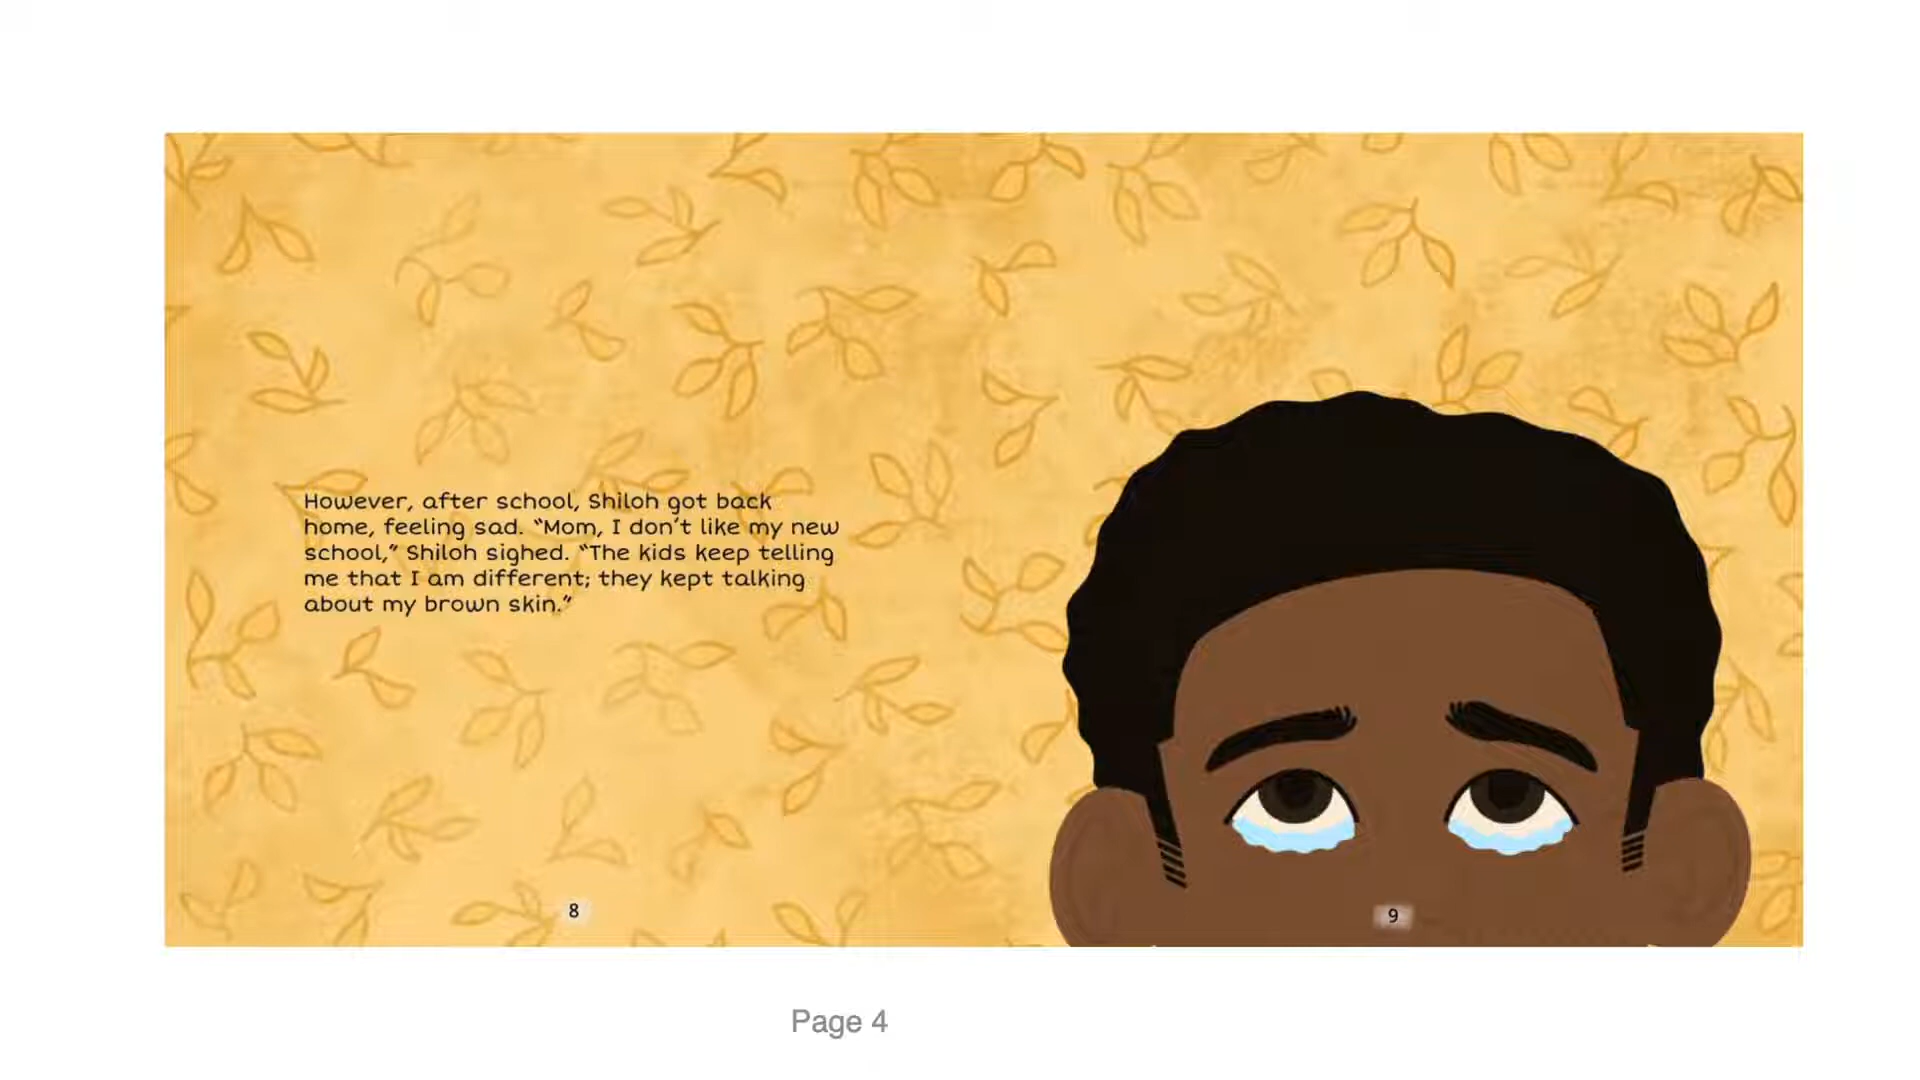 However, after school, Shiloh got back
home, feeling sad. “Mom, I don’t like my new
school,” Shiloh sighed. “The kids keep telling
me that I am different; they kept talking
about my brown skin.”
8
9
Page 4